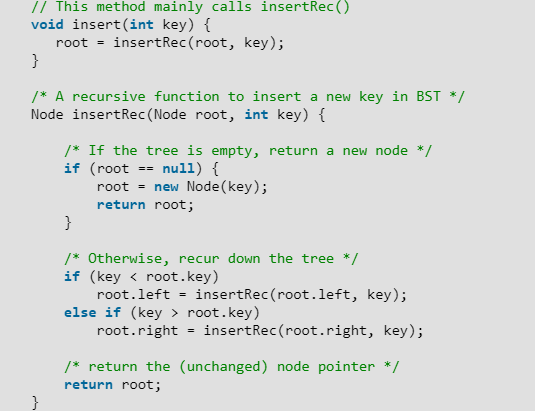 // This method mainly calls insertRec()
void insert(int key) {
root = insertRec(root, key);
}
/* A recursive function to insert a new key in BST */
Node insertRec(Node root, int key) {
/* If the tree is empty, return a new node */
if (root == null) {
root = new Node(key);
return root;
}
/* Otherwise, recur down the tree */
if (key < root.key)
root.left = insertRec(root.left, key);
else if (key > root.key)
root.right = insertRec(root.right, key);
/* return the (unchanged) node pointer */
return root;
}